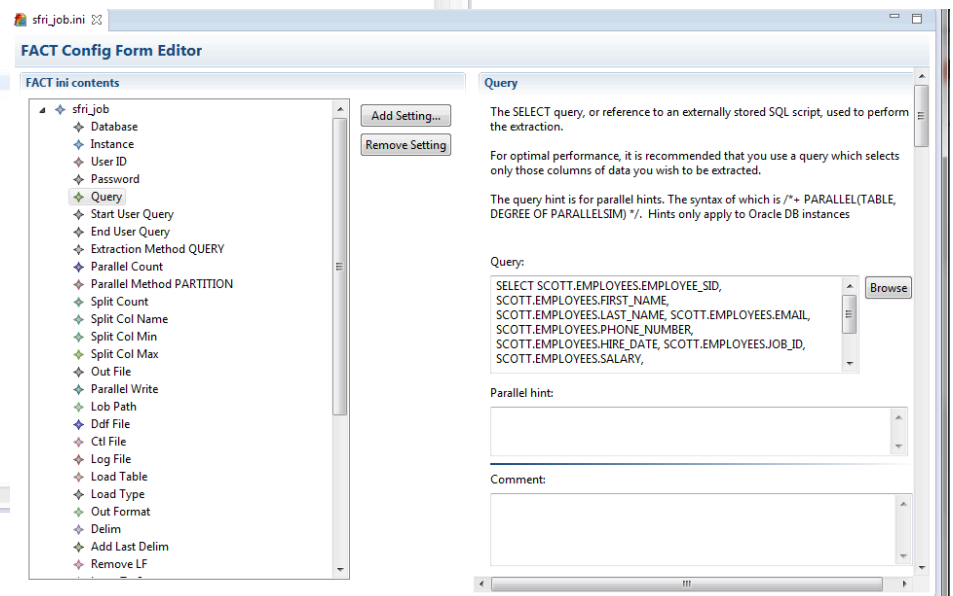 sfri_job.ini
FACT Config Form Editor
FACT ini contents
sfri_job
Database
Instance
User ID
Password
Query
Start User Query
End User Query
Extraction Method QUERY
Parallel Count
Parallel Method PARTITION
Split Count
Split Col Name
Split Col Min
Split Col Max
Out File
Parallel Write
Lob Path
Ddf File
Ctl File
Log File
Load Table
Load Type
Out Format
Delim
Add Last Delim
Remove LF
Add Setting...
Remove Setting
Query
The SELECT query, or reference to an externally stored SQL script, used to perform
the extraction.
For optimal performance, it is recommended that you use a query which selects
only those columns of data you wish to be extracted.
The query hint is for parallel hints. The syntax of which is /*+ PARALLEL(TABLE,
DEGREE OF PARALLELSIM) */. Hints only apply to Oracle DB instances
Query:
SELECT SCOTT.EMPLOYEES.EMPLOYEE_SID,
SCOTT.EMPLOYEES.FIRST_NAME,
SCOTT.EMPLOYEES.LAST_NAME, SCOTT.EMPLOYEES.EMAIL,
SCOTT.EMPLOYEES.PHONE_NUMBER,
SCOTT.EMPLOYEES.HIRE_DATE, SCOTT.EMPLOYEES.JOB_ID,
SCOTT.EMPLOYEES.SALARY,
Browse
Parallel hint:
Comment: